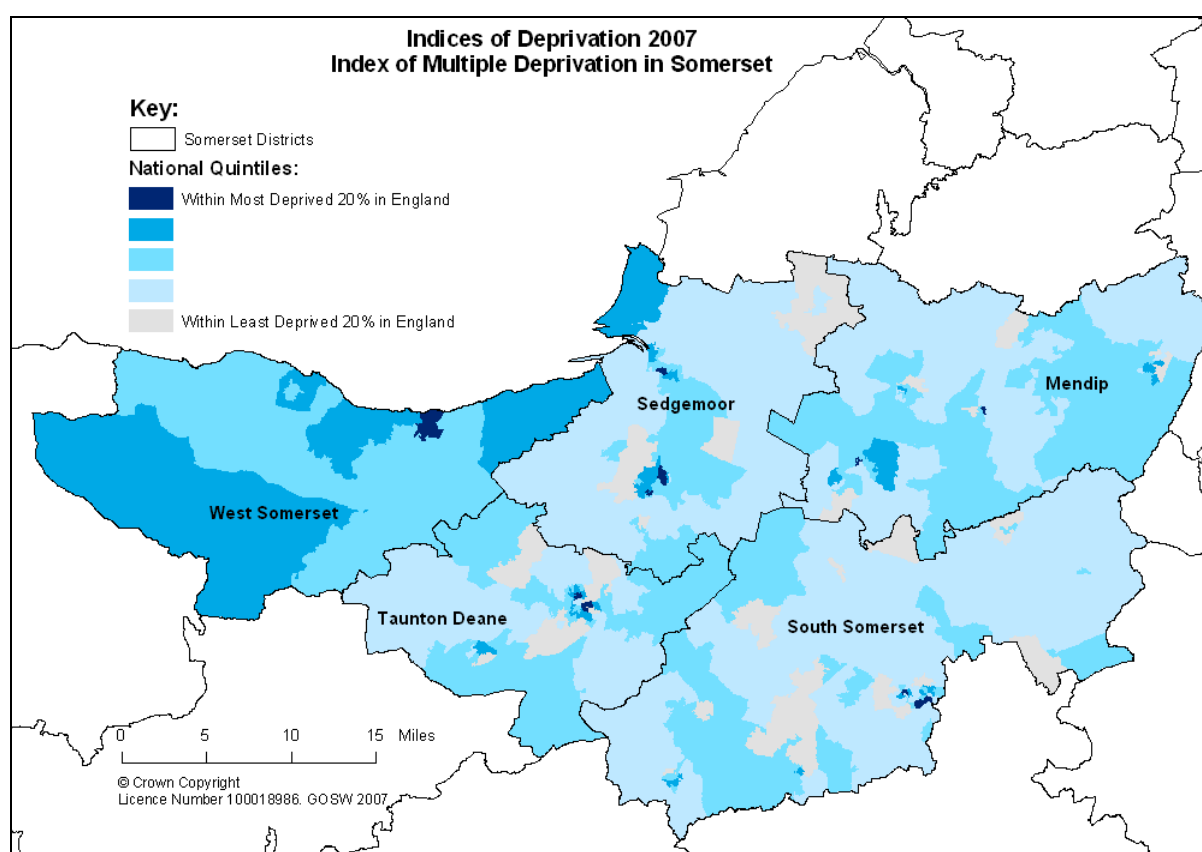 Indices of Deprivation 2007
Index of Multiple Deprivation in Somerset
Key:
Somerset Districts
National Quintiles:
Within Most Deprived 20% in England
Within Least Deprived 20% in England
Mendip
Sedgemoor
West Somerset
Taunton Deane
South Somerset
0 5 10 15 Miles
© Crown Copyright
Licence Number 100018986. GOSW 2007